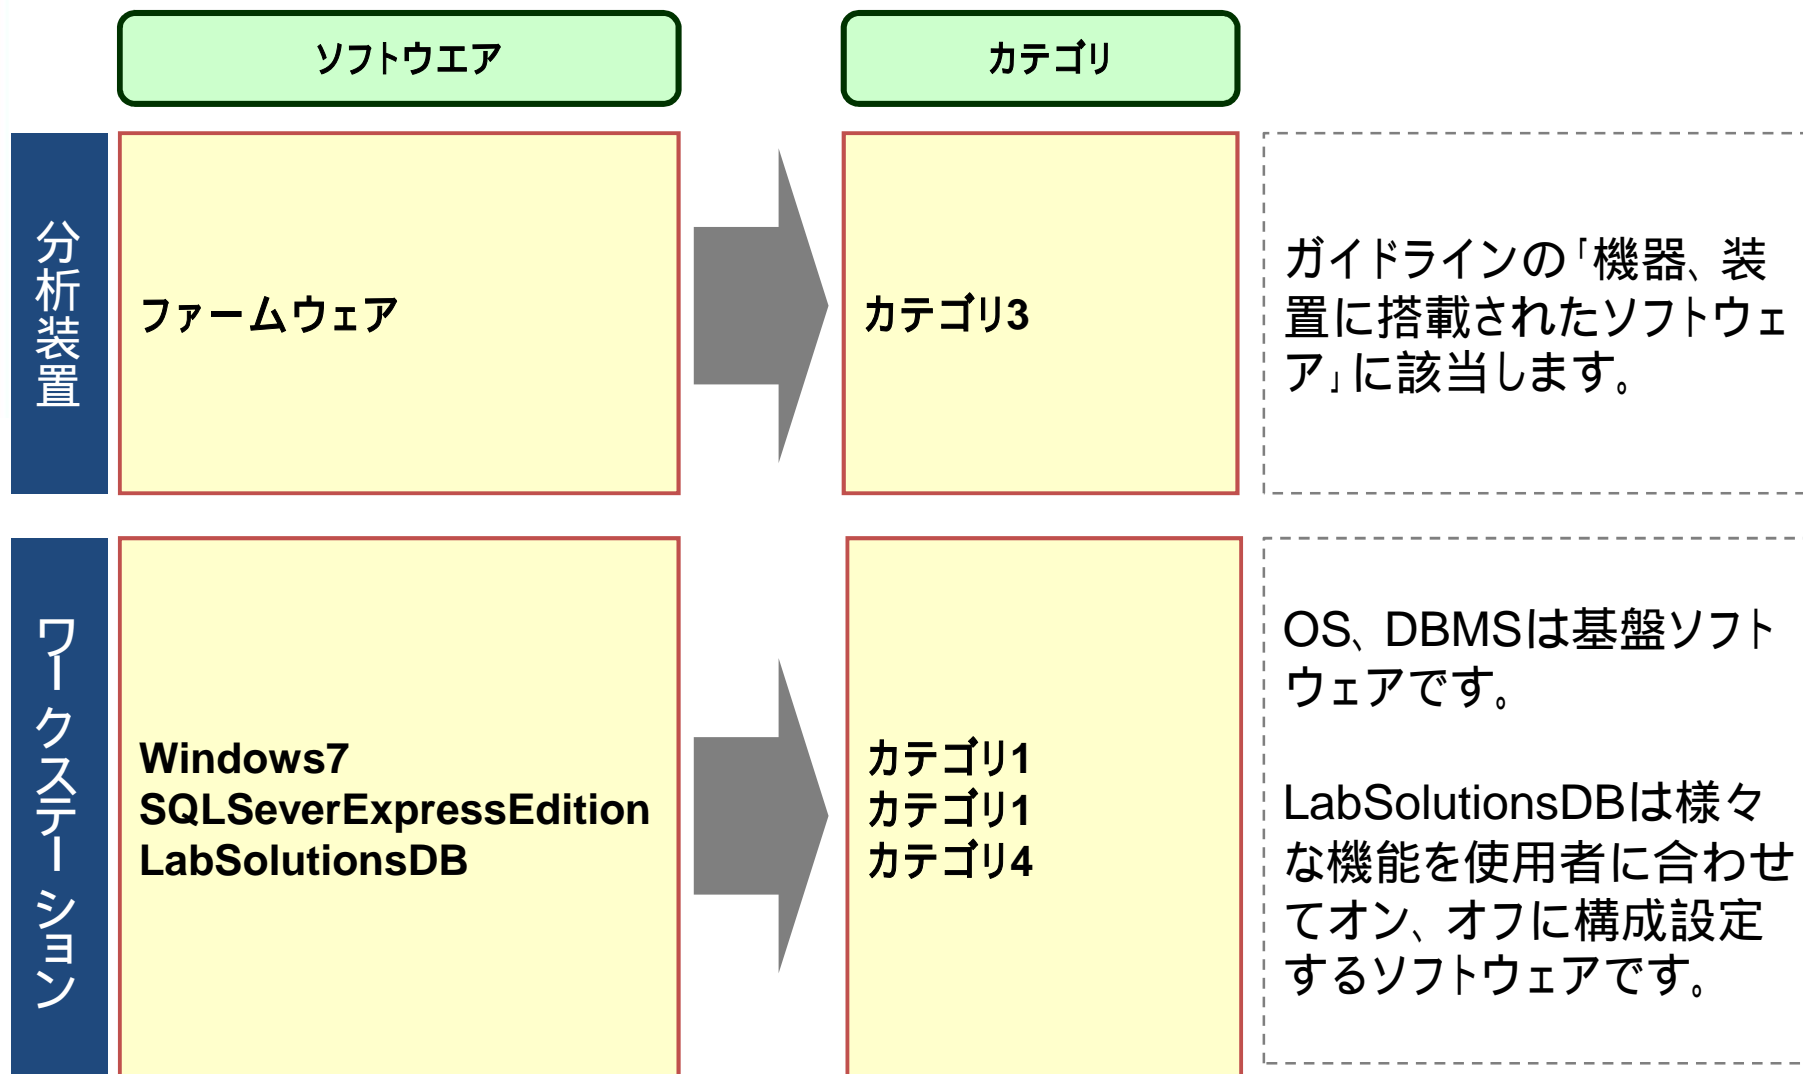 ソフトウエア
カテゴリ
分析装置
ファームウェア
カテゴリ3
ガイドラインの「機器、装
置に搭載されたソフトウェ
ア」に該当します。
ワークステーション
Windows7
SQLSeverExpressEdition
LabSolutionsDB
カテゴリ1
カテゴリ1
カテゴリ4
OS、DBMSは基盤ソフト
ウェアです。
LabSolutionsDBは様々
な機能を使用者に合わせ
てオン、オフに構成設定
するソフトウェアです。